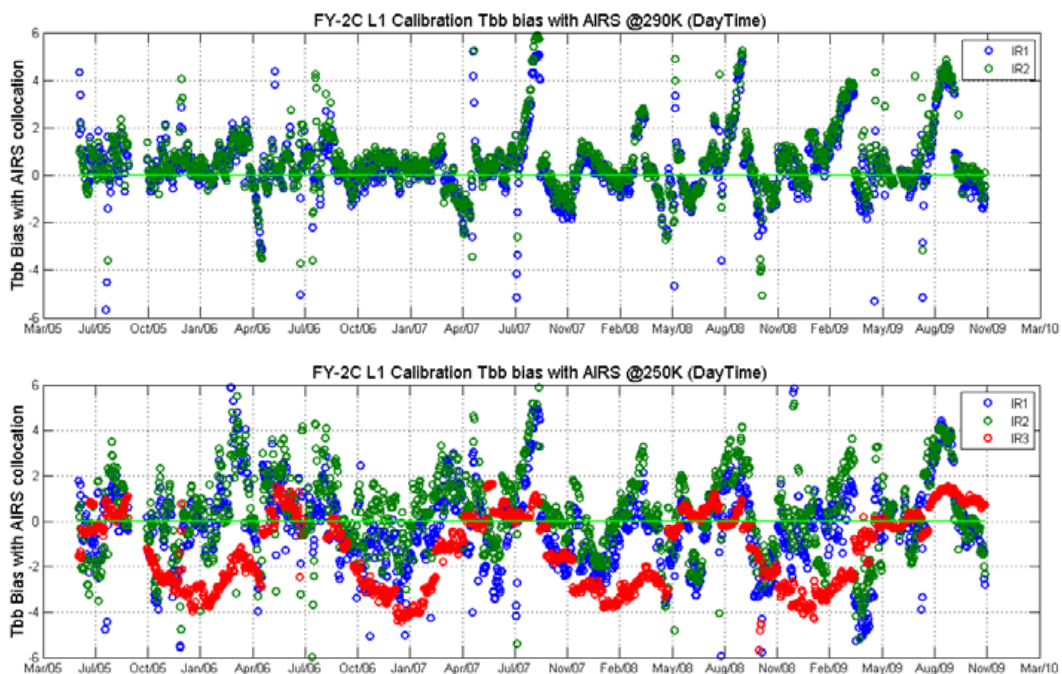 FY-2C L1 Calibration Tbb bias with AIRS @290K (DayTime)
Tbb Bias with AIRS collocation
6
4
2
0
-2
-4
-6
IR1
IR2
Mar/05 Jul/05 Oct/05 Jan/06 Apr/06 Jul/06 Oct/06 Jan/07 Apr/07 Jul/07 Nov/07 Feb/08 May/08 Aug/08 Nov/08 Feb/09 May/09 Aug/09 Nov/09 Mar/10
FY-2C L1 Calibration Tbb bias with AIRS @250K (DayTime)
Tbb Bias with AIRS collocation
6
4
2
0
-2
-4
-6
IR1
IR2
IR3
Mar/05 Jul/05 Oct/05 Jan/06 Apr/06 Jul/06 Oct/06 Jan/07 Apr/07 Jul/07 Nov/07 Feb/08 May/08 Aug/08 Nov/08 Feb/09 May/09 Aug/09 Nov/09 Mar/10